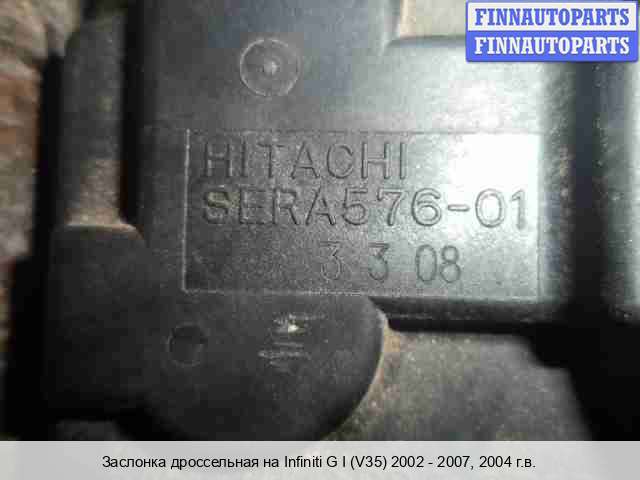 FINNAUTOPARTS
FINNAUTOPARTS
HITACHI
SERA576-01
3 3 08
Заслонка дроссельная на Infiniti G I (V35) 2002 - 2007, 2004 г.в.